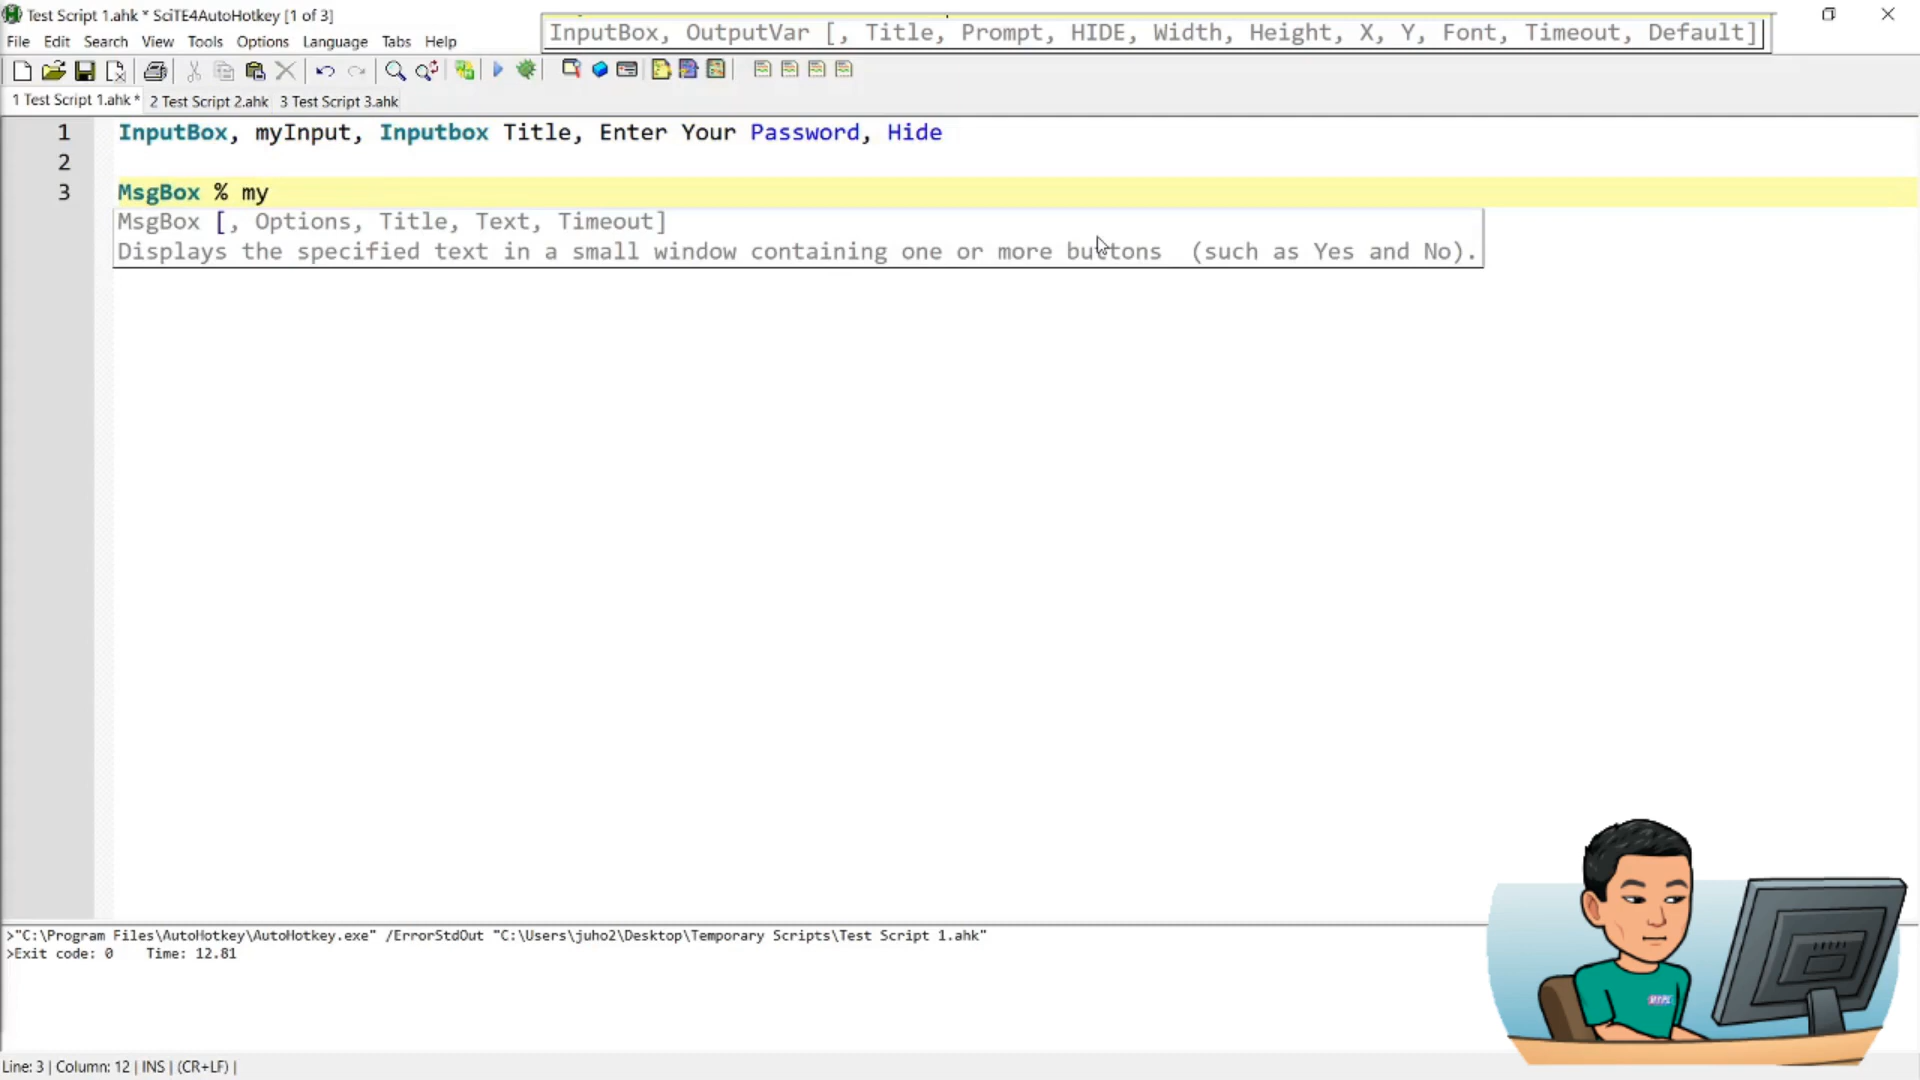 Test Script 1.ahk * SciTE4AutoHotkey [1 of 3]
InputBox, OutputVar [, Title, Prompt, HIDE, Width, Height, X, Y, Font, Timeout, Default]
File Edit Search View Tools Options Language Tabs Help
1 Test Script 1.ahk * 2 Test Script 2.ahk 3 Test Script 3.ahk
1 InputBox, myInput, Inputbox Title, Enter Your Password, Hide
2
3 MsgBox % my
MsgBox [, Options, Title, Text, Timeout]
Displays the specified text in a small window containing one or more buttons (such as Yes and No).
>"C:\Program Files\AutoHotkey\AutoHotkey.exe" /ErrorStdOut "C:\Users\juho2\Desktop\Temporary Scripts\Test Script 1.ahk"
>Exit code: 0 Time: 12.81
Line: 3 | Column: 12 | INS | (CR+LF) |